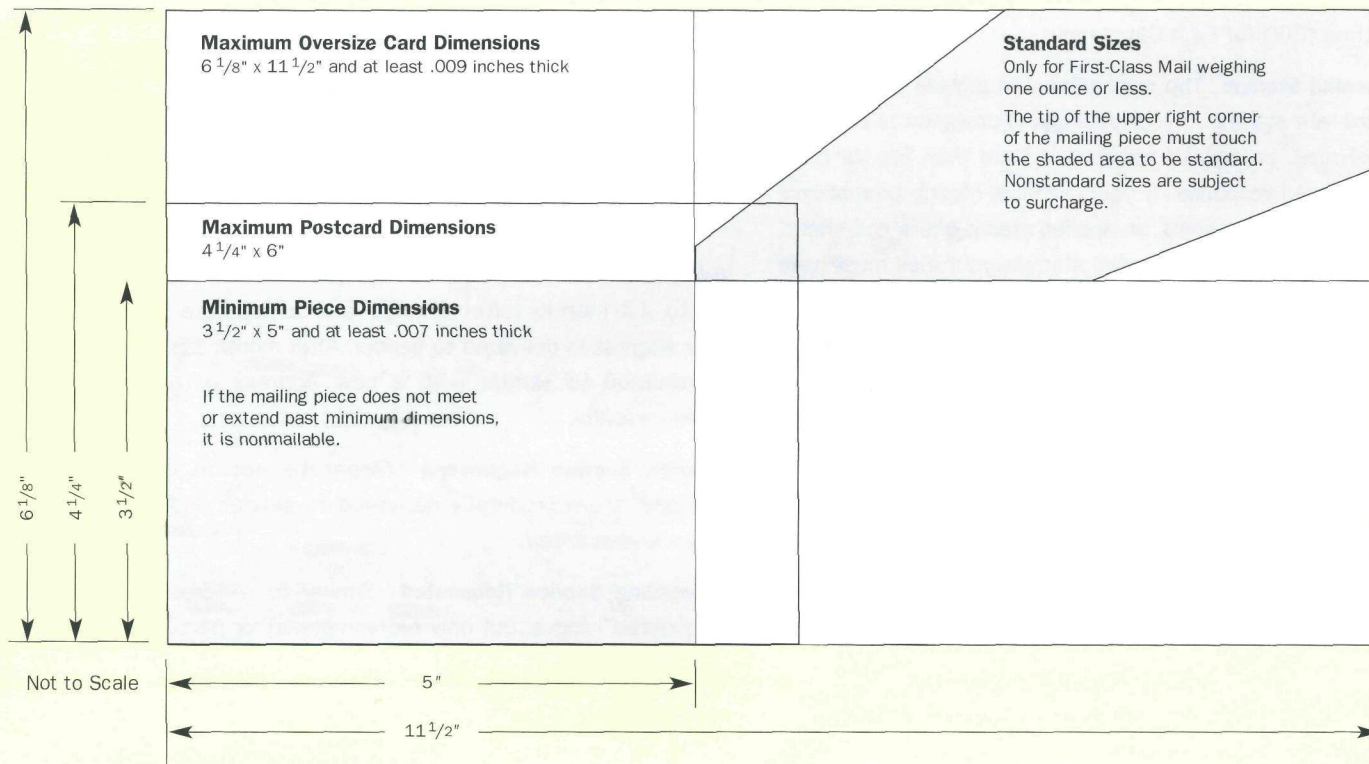 Maximum Oversize Card Dimensions
6 1/8" x 11 1/2" and at least .009 inches thick
Standard Sizes
Only for First-Class Mail weighing
one ounce or less.
The tip of the upper right corner
of the mailing piece must touch
the shaded area to be standard.
Nonstandard sizes are subject
to surcharge.
Maximum Postcard Dimensions
4 1/4" x 6"
Minimum Piece Dimensions
3 1/2" x 5" and at least .007 inches thick
If the mailing piece does not meet
or extend past minimum dimensions,
it is nonmailable.
6 1/8"
4 1/4"
3 1/2"
Not to Scale
5"
11 1/2"